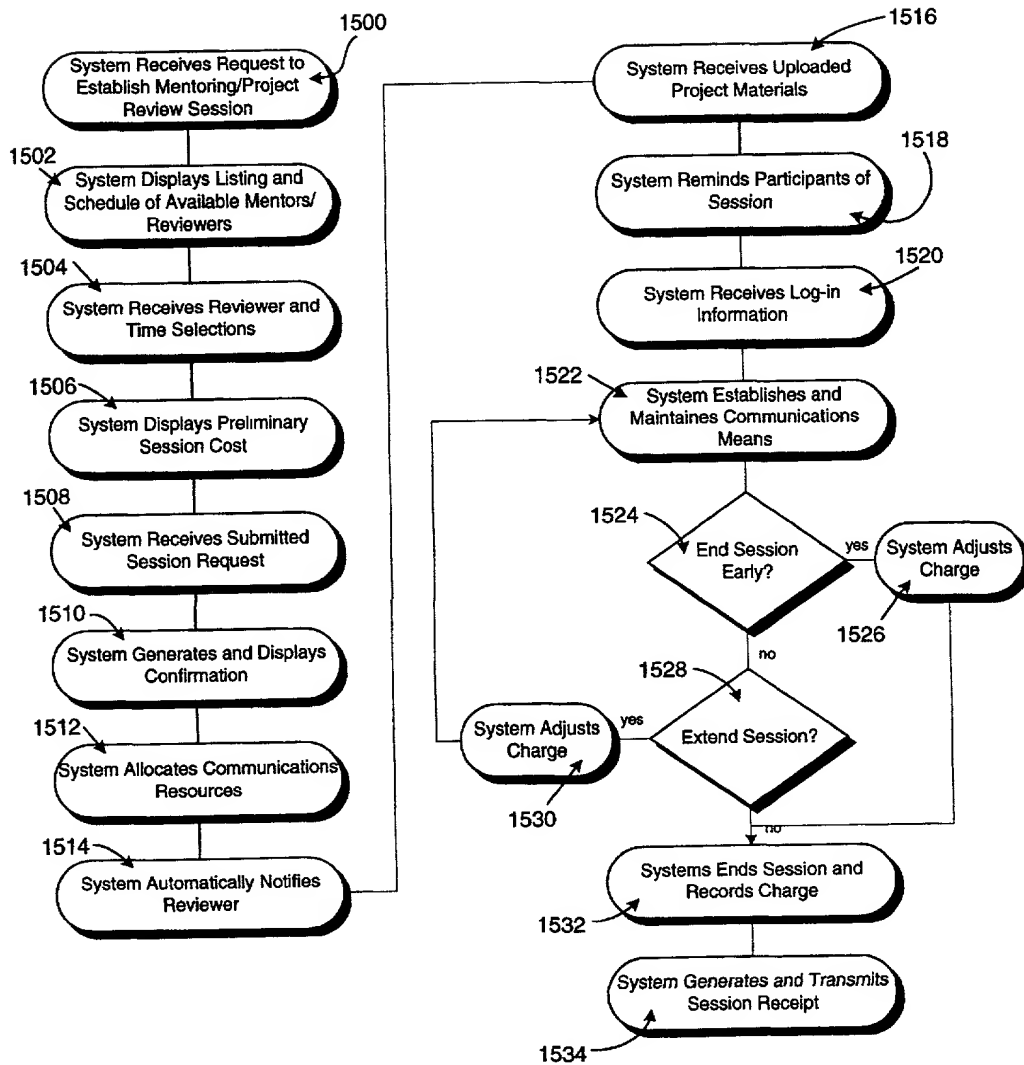 1500
System Receives Request to
Establish Mentoring/Project
Review Session
1502
System Displays Listing and
Schedule of Available Mentors/
Reviewers
1504
System Receives Reviewer and
Time Selections
1506
System Displays Preliminary
Session Cost
1508
System Receives Submitted
Session Request
1510
System Generates and Displays
Confirmation
1512
System Allocates Communications
Resources
1514
System Automatically Notifies
Reviewer
1516
System Receives Uploaded
Project Materials
1518
System Reminds Participants of
Session
1520
System Receives Log-in
Information
1522
System Establishes and
Maintaines Communications
Means
1524
End Session
Early?
yes
System Adjusts
Charge
1526
no
1528
Extend Session?
yes
System Adjusts
Charge
1530
no
Systems Ends Session and
Records Charge
1532
System Generates and Transmits
Session Receipt
1534